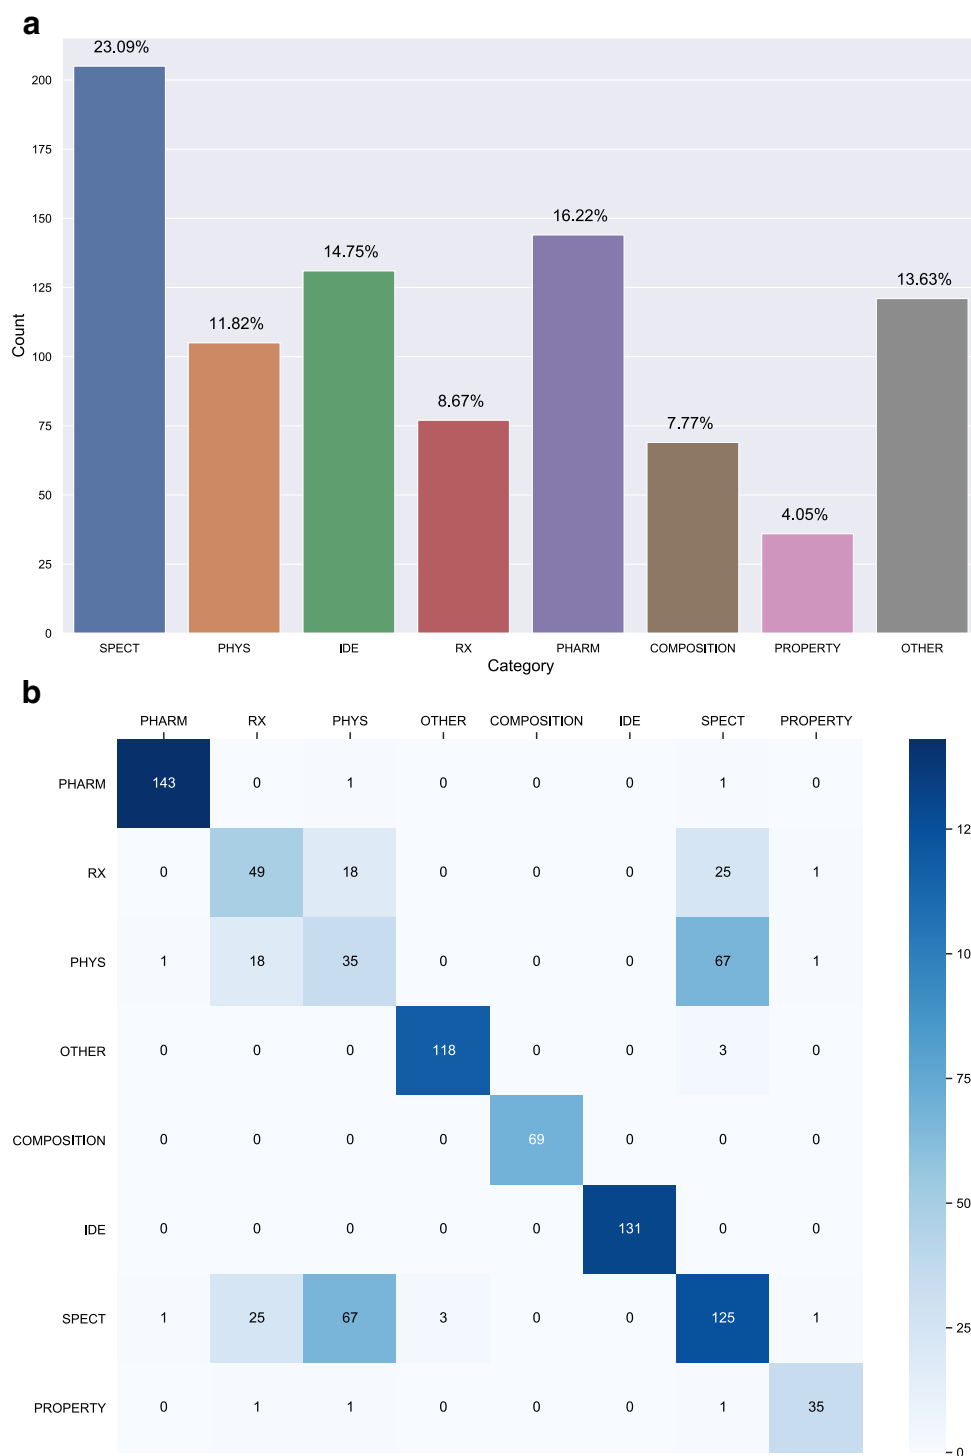 a
23.09%
16.22%
14.75%
13.63%
11.82%
8.67%
7.77%
4.05%
200
175
150
125
100
75
50
25
0
Count
SPECT PHYS IDE RX PHARM COMPOSITION PROPERTY OTHER
Category
b
PHARM RX PHYS OTHER COMPOSITION IDE SPECT PROPERTY
PHARM 143 0 1 0 0 0 1 0
RX 0 49 18 0 0 0 25 1
PHYS 1 18 35 0 0 0 67 1
OTHER 0 0 0 118 0 0 3 0
COMPOSITION 0 0 0 0 69 0 0 0
IDE 0 0 0 0 0 131 0 0
SPECT 1 25 67 3 0 0 125 1
PROPERTY 0 1 1 0 0 0 1 35
12
10
75
50
25
0